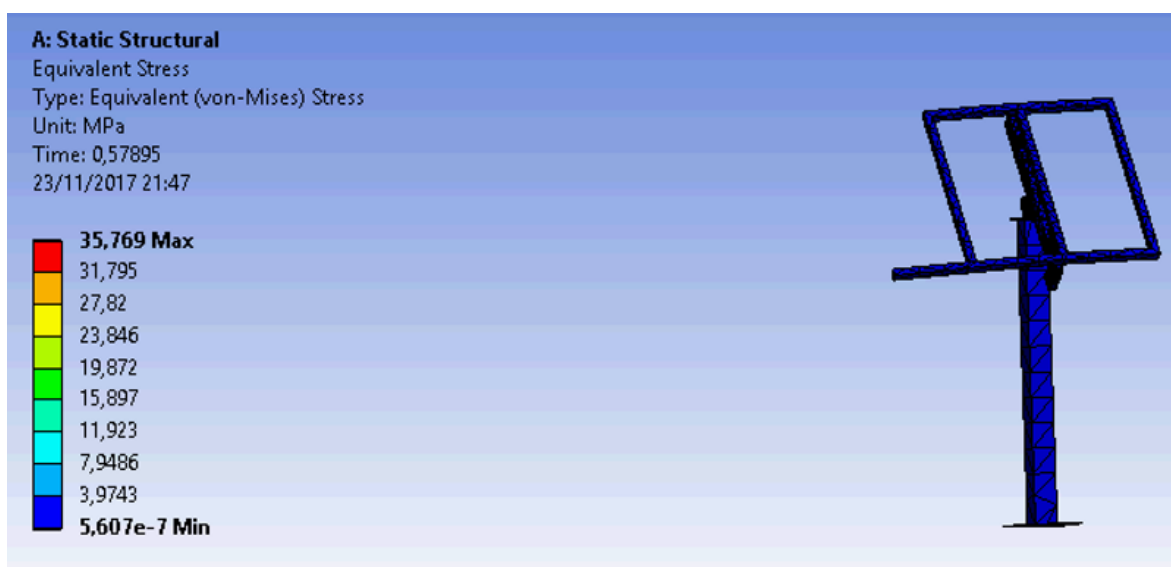 A: Static Structural
Equivalent Stress
Type: Equivalent (von-Mises) Stress
Unit: MPa
Time: 0,57895
23/11/2017 21:47
35,769 Max
31,795
27,82
23,846
19,872
15,897
11,923
7,9486
3,9743
5,607e-7 Min